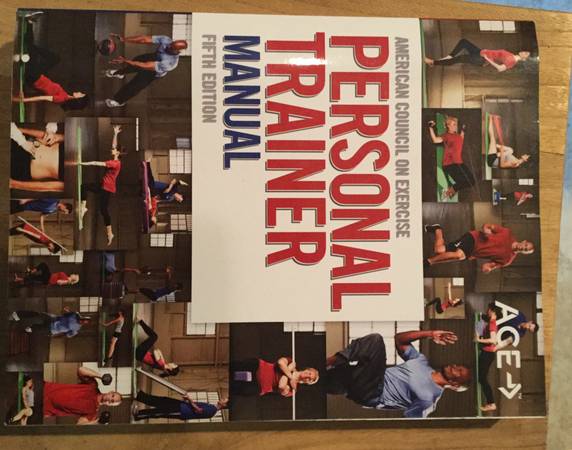 AMERICAN COUNCIL ON EXERCISE
PERSONAL
TRAINER
MANUAL
FIFTH EDITION
ACE